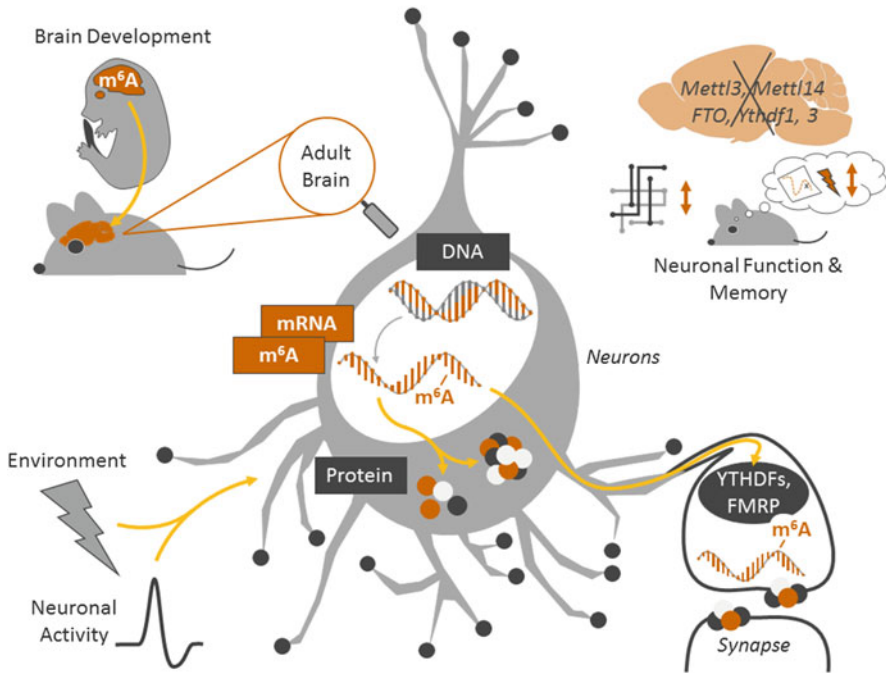 Brain Development
m⁶A
Adult
Brain
Mettl3, Mettl14
FTO, Ythdf1, 3
Neuronal Function &
Memory
DNA
mRNA
m⁶A
m⁶A
Neurons
Protein
Environment
Neuronal
Activity
YTHDFs,
FMRP
m⁶A
Synapse